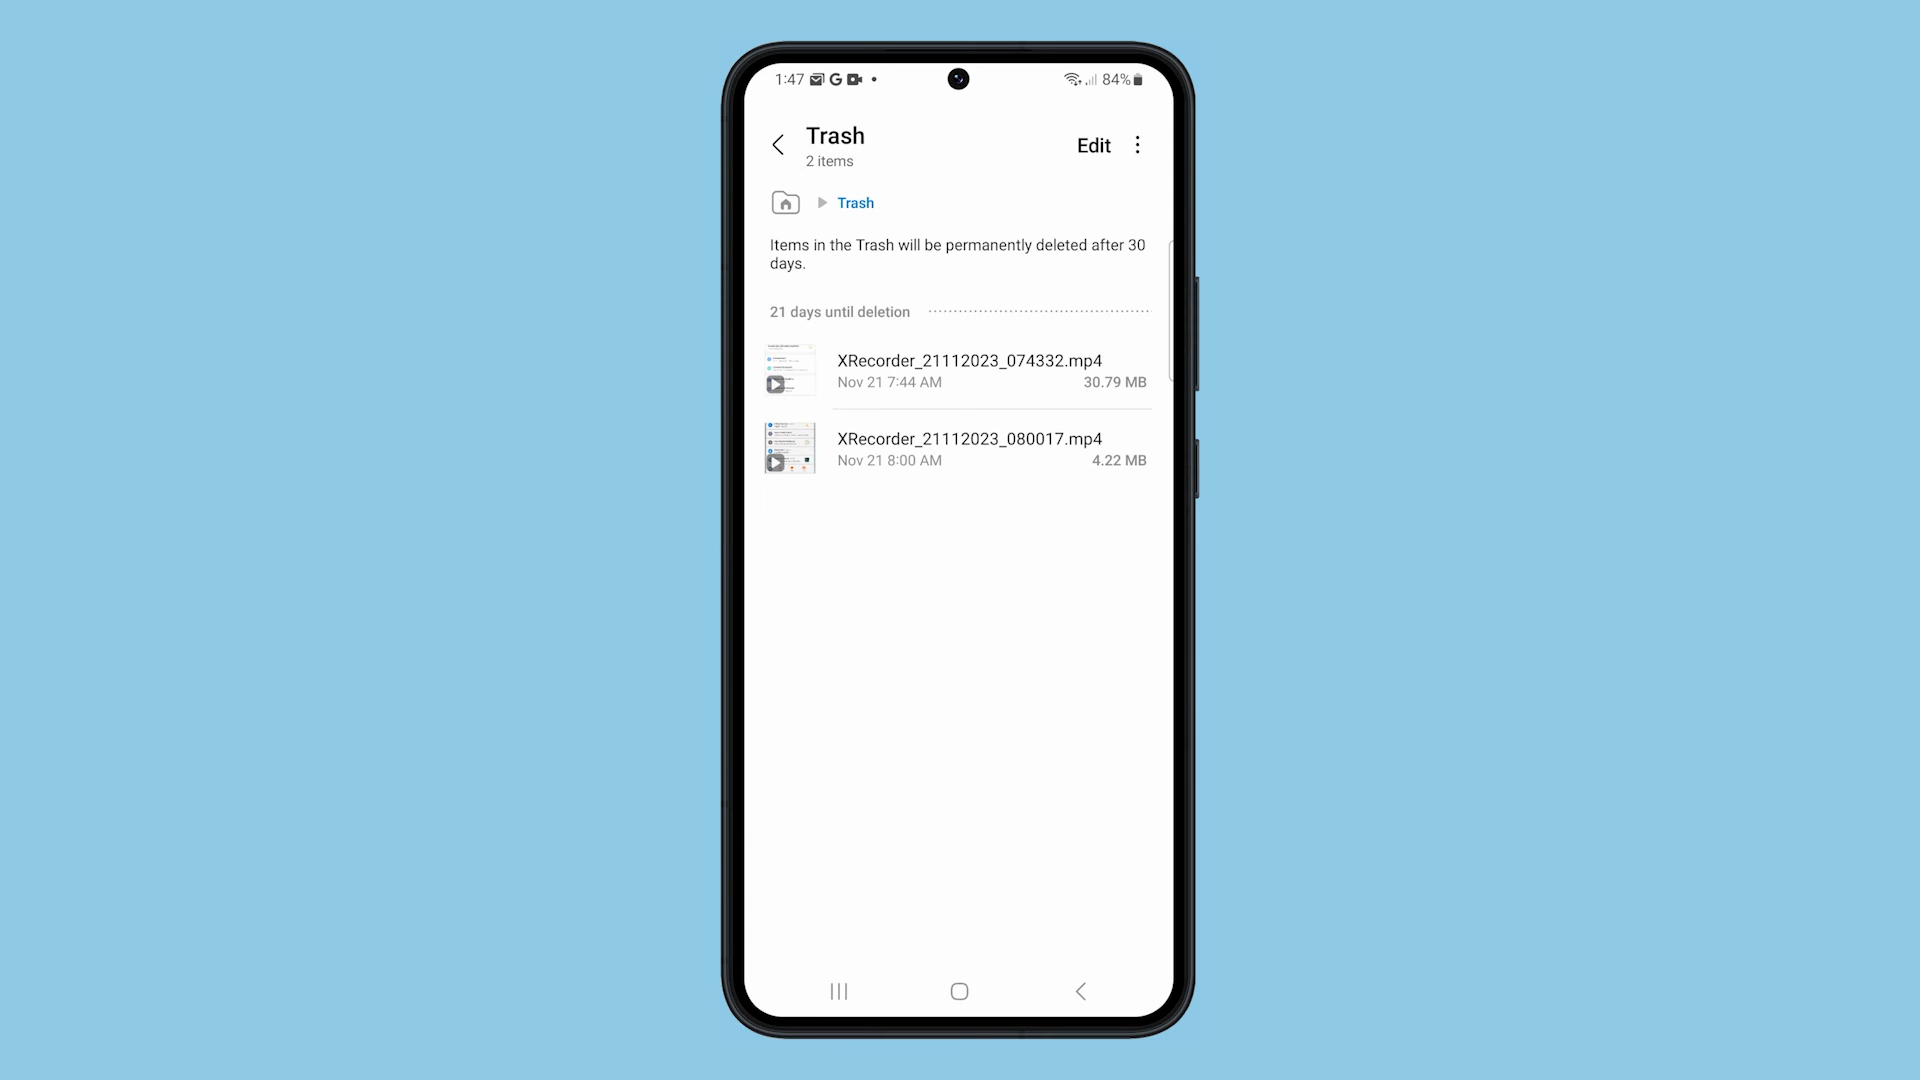 1:47
84%
Trash
2 items
Edit
Trash
Items in the Trash will be permanently deleted after 30
days.
21 days until deletion
XRecorder_21112023_074332.mp4
Nov 21 7:44 AM
30.79 MB
XRecorder_21112023_080017.mp4
Nov 21 8:00 AM
4.22 MB